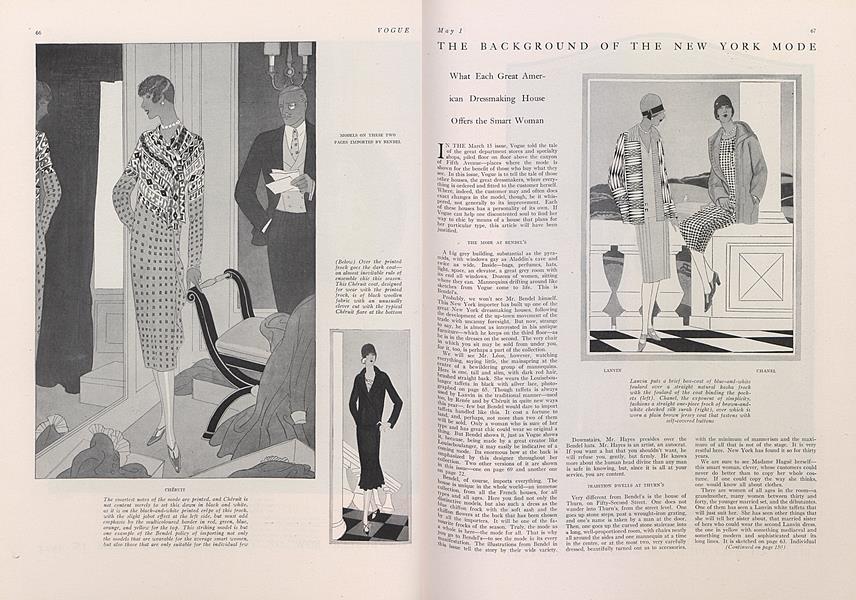 66
VOGUE
MODELS ON THESE TWO
PAGES IMPORTED BY BENDEL
(Below) Over the printed
frock goes the dark coat—
an almost inevitable rule of
ensemble chic this season.
This Chéruit coat, designed
for wear with the printed
frock, is of black woollen
fabric with an unusually
clever cut with the typical
Chéruit flare at the bottom
CHÉRUIT
The smartest notes of the mode are printed, and Chéruit is
not content merely to set this down in black and white,
as it is on the black-and-white printed crêpe of this frock,
with the slight jabot effect at the left side, but must add
emphasis by the multicoloured border in red, green, blue,
orange, and yellow for the top. This striking model is but
one example of the Bendel policy of importing not only
the models that are wearable for the average smart women,
but also those that are only suitable for the individual few
May 1
67
THE BACKGROUND OF THE NEW YORK MODE
What Each Great Amer-
ican Dressmaking House
Offers the Smart Woman
IN THE March 15 issue, Vogue told the tale
of the great department stores and specialty
shops, piled floor on floor above the canyon
of Fifth Avenue—places where the mode is
shown for the benefit of those who buy what they
see. In this issue, Vogue is to tell the tale of those
other houses, the great dressmakers, where every-
thing is ordered and fitted to the customer herself.
Where, indeed, the customer may and often does
exact changes in the model, though, be it whis-
pered, not generally to its improvement. Each
of these houses has a personality of its own. If
Vogue can help one discontented soul to find her
way to chic by means of a house that plans for
her particular type, this article will have been
justified.
THE MODE AT BENDEL'S
A big grey building, substantial as the pyra-
mids, with windows gay as Aladdin's cave and
twice as wide. Inside—bags, perfumes, hats,
light, space, an elevator, a great grey room with
its end all windows. Dozens of women, sitting
where they can. Mannequins drifting around like
sketches from Vogue come to life. This is
Bendel's.
Probably, we won't see Mr. Bendel himself.
This New York importer has built up one of the
great New York dressmaking houses, following
the development of the up-town movement of the
trade with uncanny foresight. But now, strange
to say, he is almost as interested in his antique
furniture—which he keeps on the third floor—as
he is in the dresses on the second. The very chair
in which you sit may be sold from under you,
for it, too, is perhaps a part of the collection.
We will see Mr. Léon, however, watching
everything, saying little, the mainspring at the
centre of a bewildering group of mannequins.
Here is one, tall and slim, with dark red hair,
brushed straight back. She wears the Louisebou-
langer taffeta in black with silver lace, photo-
graphed on page 65. Though taffeta is always
used by Lanvin in the traditional manner—used
too, by Renée and by Chéruit in quite new ways
this year—few but Bendel would dare to import
taffeta handled like this. It cost a fortune to
land, and, perhaps, not more than two of them
will be sold. Only a woman who is sure of her
type and has great chic could wear so original a
thing. But Bendel shows it, just as Vogue shows
it, because, being made by a great creator like
Louiseboulanger, it may easily be indicative of a
coming mode. Its enormous bow at the back is
emphasized by this designer throughout her
collection. Two other versions of it are shown
in this issue—one on page 69 and another one
on page 72.
Bendel, of course, imports everything. The
only monotype in the whole world—an immense
collection, from all the French houses, for all
types and all ages. Here you find not only the
distinctive models, but also such a dress as the
blue chiffon frock with the soft sash and the
chiffon flowers at the back that has been chosen
by all the importers. It will be one of the fa-
vourite frocks of the season. Truly, the mode as
a whole is here—the mode for all. That is why
you go to Bendel's—to see the mode in its every
manifestation. The illustrations from Bendel in
this issue tell the story by their wide variety.
LANVIN
CHANEL
Lanvin puts a brief box-coat of blue-and-white
foulard over a straight natural kasha frock
with the foulard of the coat binding the pock-
ets (left). Chanel, the exponent of simplicity,
fashions a straight one-piece frock of brown-and-
white checked silk surah (right), over which is
worn a plain brown jersey coat that fastens with
self-covered buttons
Downstairs, Mr. Hayes presides over the
Bendel hats. Mr. Hayes is an artist, an autocrat.
If you want a hat that you shouldn't want, he
will refuse you, gently, but firmly. He knows
more about the human head divine than any man
is safe in knowing, but, since it is all at your
service, you are content.
TRADITION DWELLS AT THURN'S
Very different from Bendel's is the house of
Thurn, on Fifty-Second Street. One does not
wander into Thurn's, from the street level. One
goes up stone steps, past a wrought-iron grating,
and one's name is taken by a man at the door.
Then, one goes up the curved stone staircase into
a long, well-proportioned room, with chairs neatly
all around the sides and one mannequin at a time
in the centre, or at the most two, very carefully
dressed, beautifully turned out as to accessories,
with the minimum of mannerism and the maxi-
mum of all that is not of the stage. It is very
restful here. New York has found it so for thirty
years.
We are sure to see Madame Hagué herself—
this smart woman, clever, whose customers could
never do better than to copy her whole cos-
tume. If one could copy the way she thinks,
one would know all about clothes.
There are women of all ages in the room—a
grandmother, many women between thirty and
forty, the younger married set, and the débutantes.
One of them has seen a Lanvin white taffeta that
will just suit her. She has seen other things that
she will tell her sister about, that married sister
of hers who could wear the second Lanvin dress,
the one in yellow with something mediaeval and
something modern and sophisticated about its
long lines. It is sketched on page 63. Individual
(Continued on page 150)